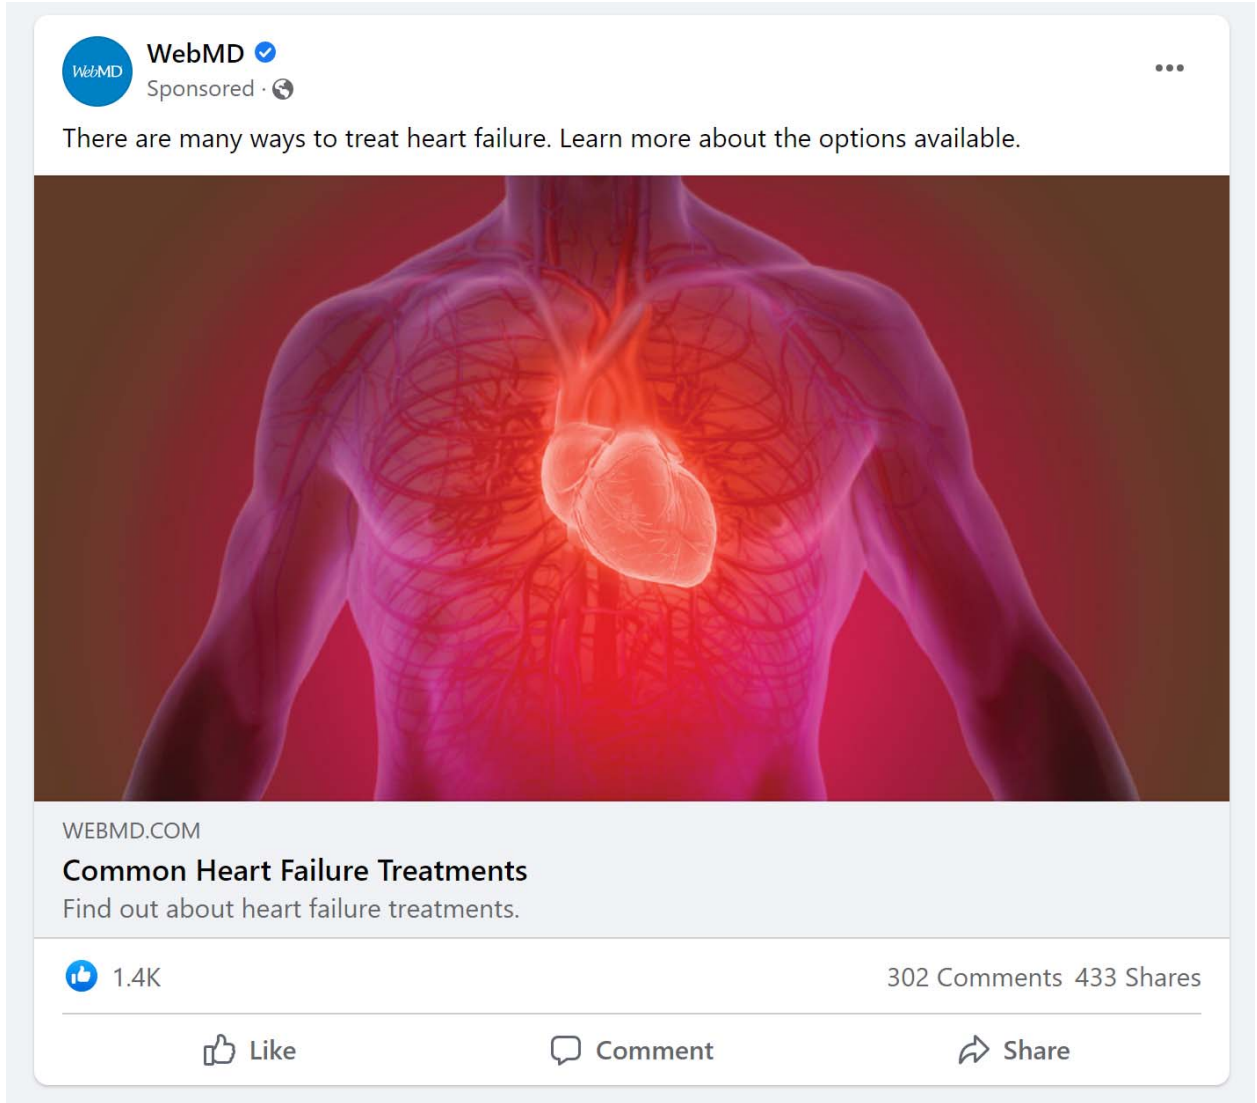 WebMD
WebMD
Sponsored ·
There are many ways to treat heart failure. Learn more about the options available.
WEBMD.COM
Common Heart Failure Treatments
Find out about heart failure treatments.
1.4K
302 Comments 433 Shares
Like Comment Share